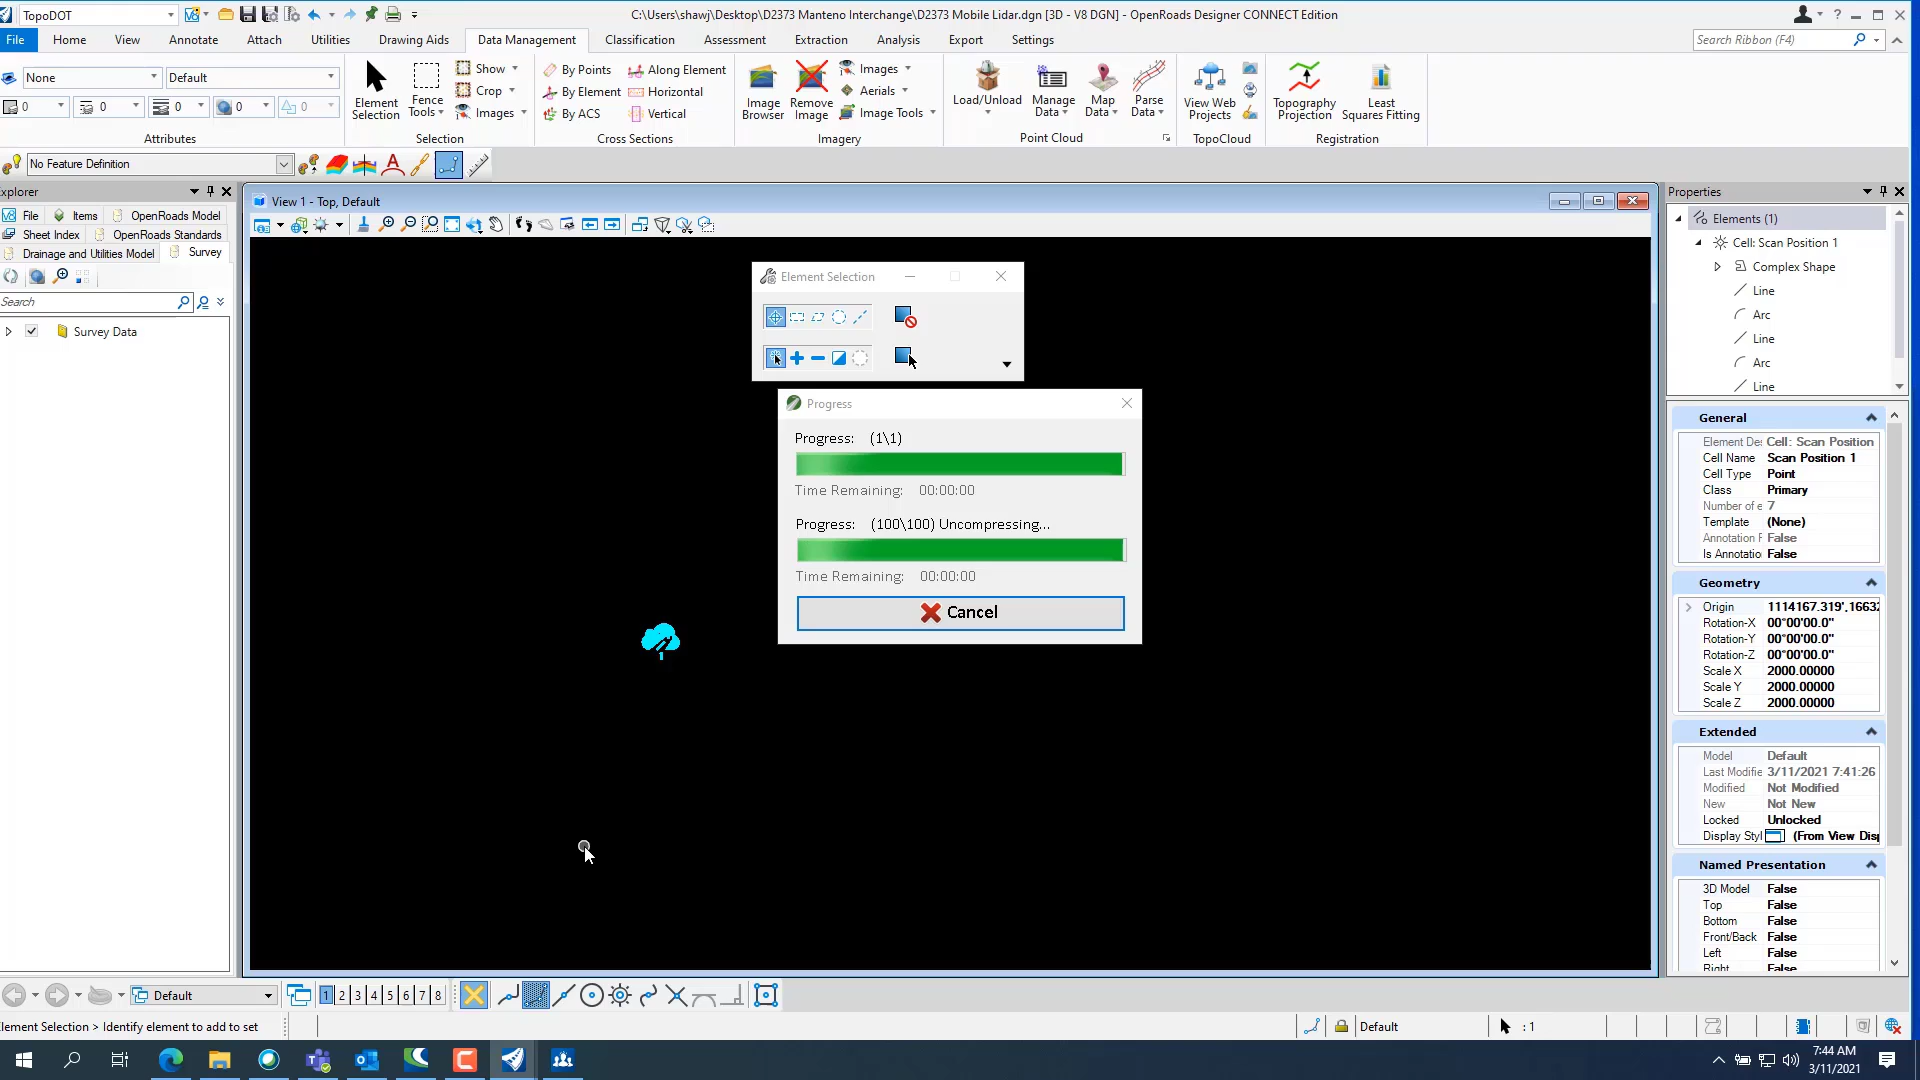 TopoDOT
C:\Users\shawj\Desktop\D2373 Manteno Interchange\D2373 Mobile Lidar.dgn [3D - V8 DGN] - OpenRoads Designer CONNECT Edition
File Home View Annotate Attach Utilities Drawing Aids Data Management Classification Assessment Extraction Analysis Export Settings
Search Ribbon (F4)
None Default
0 0 0 0 0
Attributes
Element Selection
Fence Tools
Show
Crop
Images
Selection
By Points Along Element
By Element Horizontal
By ACS Vertical
Cross Sections
Image Browser
Remove Image
Images
Aerials
Image Tools
Imagery
Load/Unload
Manage Data
Map Data
Parse Data
Point Cloud
View Web Projects
TopoCloud
Topography Projection
Least Squares Fitting
Registration
No Feature Definition
xplorer
File Items OpenRoads Model
Sheet Index OpenRoads Standards
Drainage and Utilities Model Survey
Search
Survey Data
View 1 - Top, Default
Element Selection
Progress
Progress: (1\1)
Time Remaining: 00:00:00
Progress: (100\100) Uncompressing...
Time Remaining: 00:00:00
Cancel
1
Properties
Elements (1)
Cell: Scan Position 1
Complex Shape
Line
Arc
Line
Arc
Line
General
Element De: Cell: Scan Position
Cell Name Scan Position 1
Cell Type Point
Class Primary
Number of e 7
Template (None)
Annotation F False
Is Annotatio False
Geometry
Origin 1114167.319',16632
Rotation-X 00°00'00.0"
Rotation-Y 00°00'00.0"
Rotation-Z 00°00'00.0"
Scale X 2000.00000
Scale Y 2000.00000
Scale Z 2000.00000
Extended
Model Default
Last Modifie 3/11/2021 7:41:26
Modified Not Modified
New Not New
Locked Unlocked
Display Styl (From View Disp
Named Presentation
3D Model False
Top False
Bottom False
Front/Back False
Left False
Right False
Default
1 2 3 4 5 6 7 8
lement Selection > Identify element to add to set
Default
: 1
7:44 AM
3/11/2021